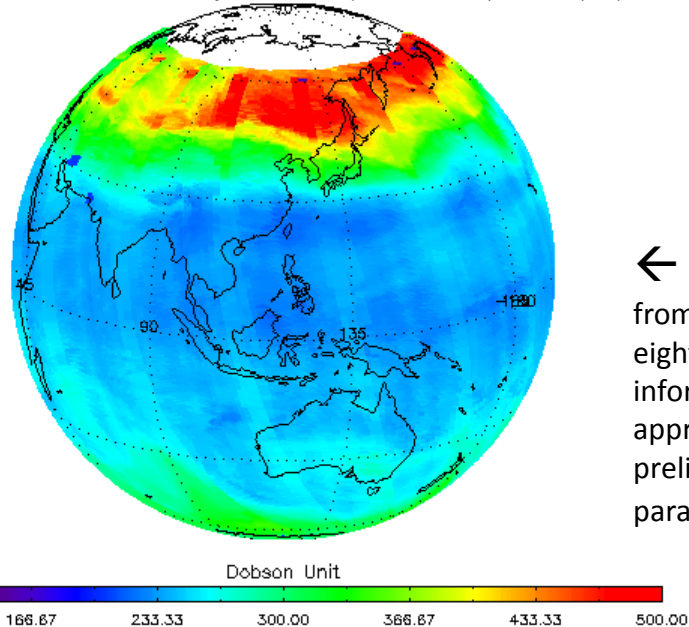 45
90
135
←
from
eight
infor
appr
preli
para
Dobson Unit
166.67 233.33 300.00 366.67 433.33 500.00